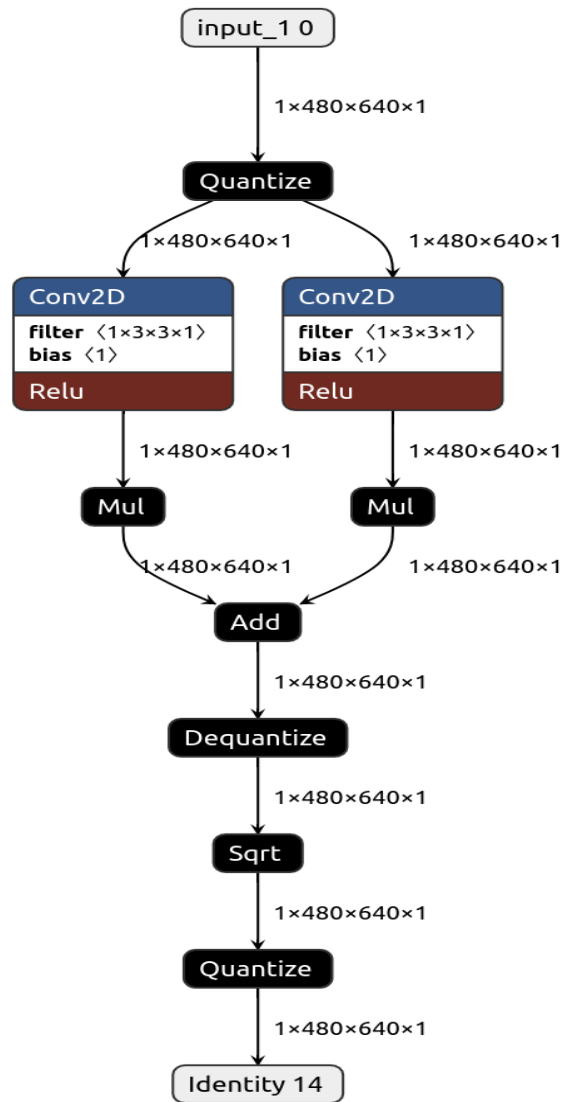 input_1 0
1×480×640×1
Quantize
1×480×640×1
1×480×640×1
Conv2D
filter 〈1×3×3×1〉
bias 〈1〉
Relu
Conv2D
filter 〈1×3×3×1〉
bias 〈1〉
Relu
1×480×640×1
1×480×640×1
Mul
Mul
1×480×640×1
1×480×640×1
Add
1×480×640×1
Dequantize
1×480×640×1
Sqrt
1×480×640×1
Quantize
1×480×640×1
Identity 14